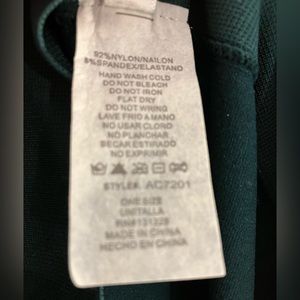 92%NYLON/NAILON
8%SPANDEX/ELASTANO
HAND WASH COLD
DO NOT BLEACH
DO NOT IRON
FLAT DRY
DO NOT WRING
LAVE FRIO A MANO
NO USAR CLORO
NO PLANCHAR
SECAR ESTIRADO
NO EXPRIMIR
STYLE#: AC7201
ONE SIZE
UNITALLA
RN#131328
MADE IN CHINA
HECHO EN CHINA